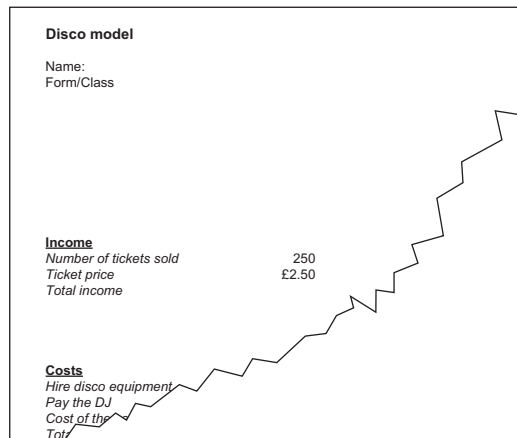 Disco model
Name:
Form/Class
Income
Number of tickets sold 250
Ticket price £2.50
Total income
Costs
Hire disco equipment
Pay the DJ
Cost of the